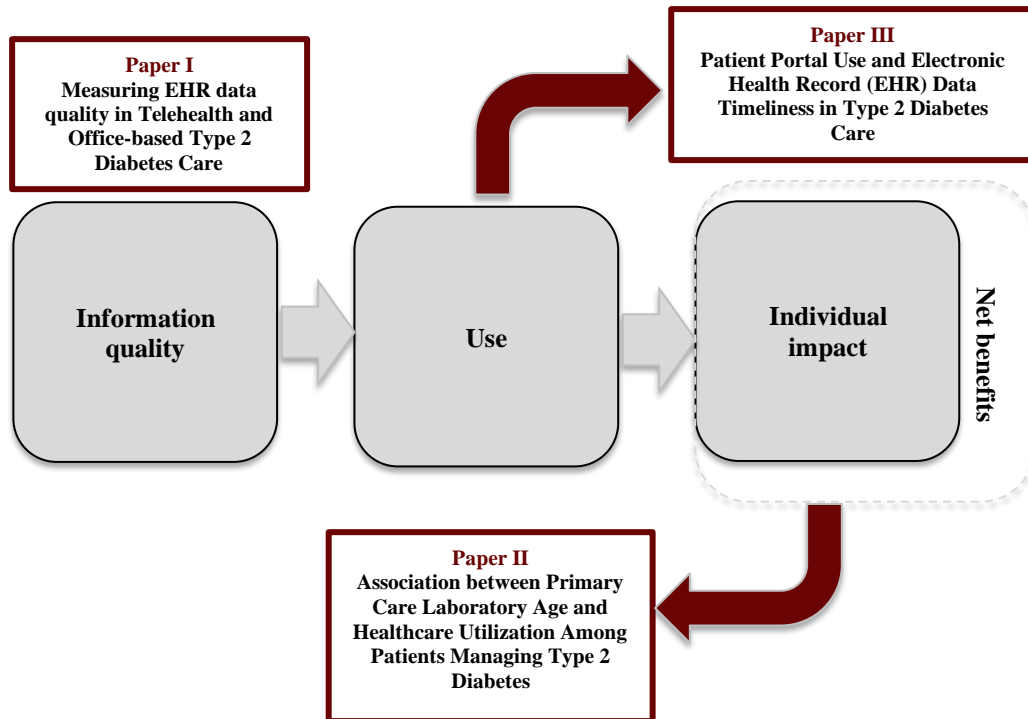 Paper I
Measuring EHR data
quality in Telehealth and
Office-based Type 2
Diabetes Care
Paper III
Patient Portal Use and Electronic
Health Record (EHR) Data
Timeliness in Type 2 Diabetes
Care
Information
quality
Use
Individual
impact
Net benefits
Paper II
Association between Primary
Care Laboratory Age and
Healthcare Utilization Among
Patients Managing Type 2
Diabetes